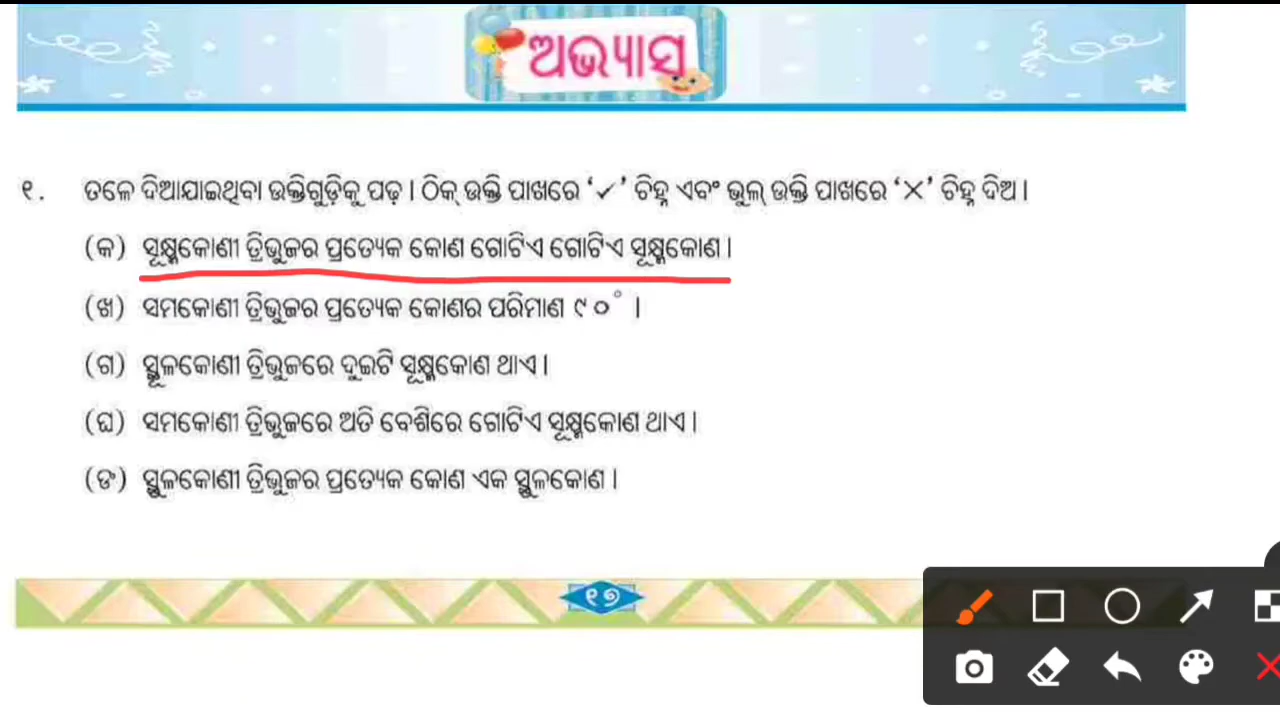 ଅଭ୍ୟାସ
୧. ତଳେ ଦିଆଯାଇଥିବା ଉକ୍ତିଗୁଡ଼ିକୁ ପଢ଼ । ଠିକ୍ ଉକ୍ତି ପାଖରେ ‘✓’ ଚିହ୍ନ ଏବଂ ଭୁଲ୍ ଉକ୍ତି ପାଖରେ ‘×’ ଚିହ୍ନ ଦିଅ ।
(କ) ସୂକ୍ଷ୍ମକୋଣୀ ତ୍ରିଭୁଜର ପ୍ରତ୍ୟେକ କୋଣ ଗୋଟିଏ ଗୋଟିଏ ସୂକ୍ଷ୍ମକୋଣ ।
(ଖ) ସମକୋଣୀ ତ୍ରିଭୁଜର ପ୍ରତ୍ୟେକ କୋଣର ପରିମାଣ ୯୦° ।
(ଗ) ସ୍ଥୂଳକୋଣୀ ତ୍ରିଭୁଜରେ ଦୁଇଟି ସୂକ୍ଷ୍ମକୋଣ ଥାଏ ।
(ଘ) ସମକୋଣୀ ତ୍ରିଭୁଜରେ ଅତି ବେଶିରେ ଗୋଟିଏ ସୂକ୍ଷ୍ମକୋଣ ଥାଏ ।
(ଙ) ସ୍ଥୁଳକୋଣୀ ତ୍ରିଭୁଜର ପ୍ରତ୍ୟେକ କୋଣ ଏକ ସ୍ଥୁଳକୋଣ ।
୧୭